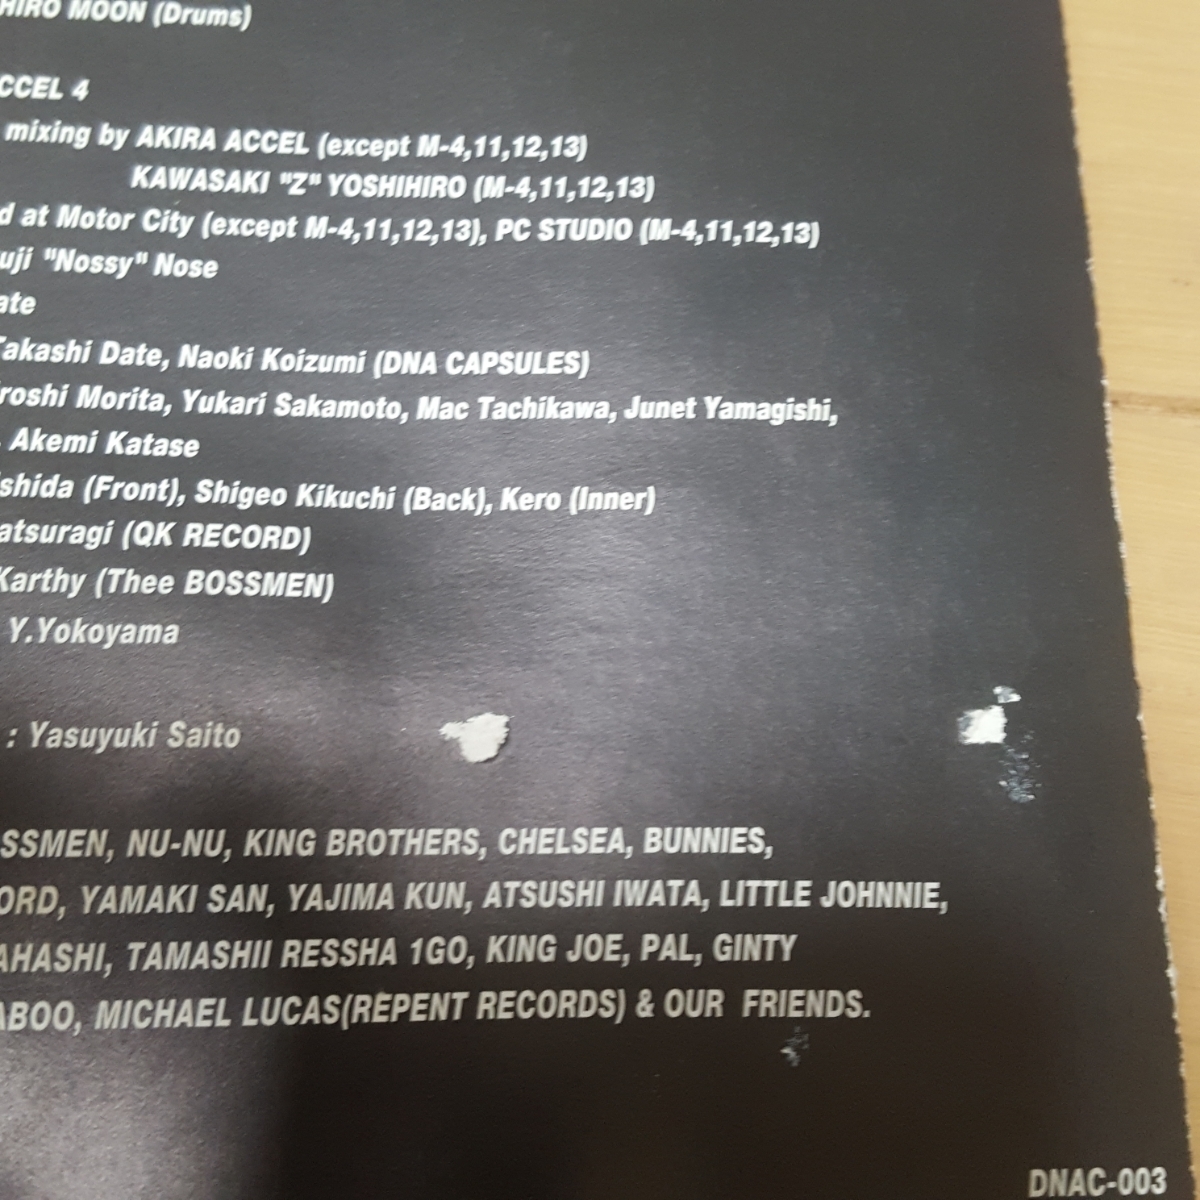 HIRO MOON (Drums)
CCEL 4
mixing by AKIRA ACCEL (except M-4,11,12,13)
KAWASAKI "Z" YOSHIHIRO (M-4,11,12,13)
d at Motor City (except M-4,11,12,13), PC STUDIO (M-4,11,12,13)
uji "Nossy" Nose
ate
Takashi Date, Naoki Koizumi (DNA CAPSULES)
roshi Morita, Yukari Sakamoto, Mac Tachikawa, Junet Yamagishi,
. Akemi Katase
shida (Front), Shigeo Kikuchi (Back), Kero (Inner)
atsuragi (QK RECORD)
Karthy (Thee BOSSMEN)
Y.Yokoyama
: Yasuyuki Saito
SSMEN, NU-NU, KING BROTHERS, CHELSEA, BUNNIES,
ORD, YAMAKI SAN, YAJIMA KUN, ATSUSHI IWATA, LITTLE JOHNNIE,
AHASHI, TAMASHII RESSHA 1GO, KING JOE, PAL, GINTY
ABOO, MICHAEL LUCAS(REPENT RECORDS) & OUR FRIENDS.
DNAC-003